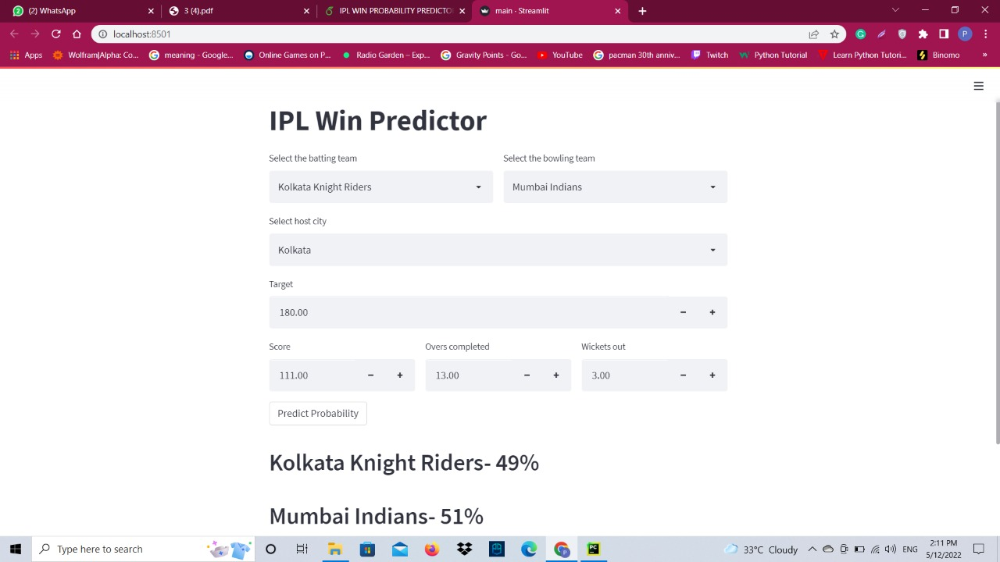 (2) WhatsApp
3 (4).pdf
IPL WIN PROBABILITY PREDICTO
main · Streamlit
localhost:8501
Apps
Wolfram|Alpha: Co...
meaning - Google...
Online Games on P...
Radio Garden – Exp...
Gravity Points - Go...
YouTube
pacman 30th anniv...
Twitch
Python Tutorial
Learn Python Tutori...
Binomo
»
IPL Win Predictor
Select the batting team
Select the bowling team
Kolkata Knight Riders
Mumbai Indians
Select host city
Kolkata
Target
180.00
Score
Overs completed
Wickets out
111.00
13.00
3.00
Predict Probability
Kolkata Knight Riders- 49%
Mumbai Indians- 51%
Type here to search
33°C Cloudy
ENG
2:11 PM
5/12/2022